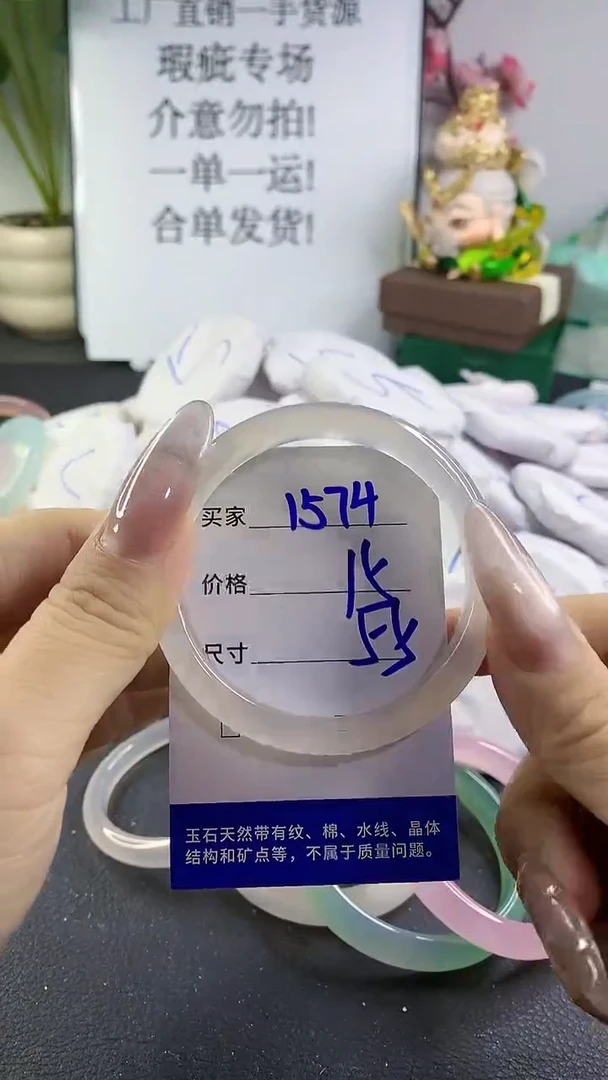 工厂直销一手货源
瑕疵专场
介意勿拍!
一单一运!
合单发货!
买家 1574
价格
尺寸
玉石天然带有纹、棉、水线、晶体
结构和矿点等，不属于质量问题。